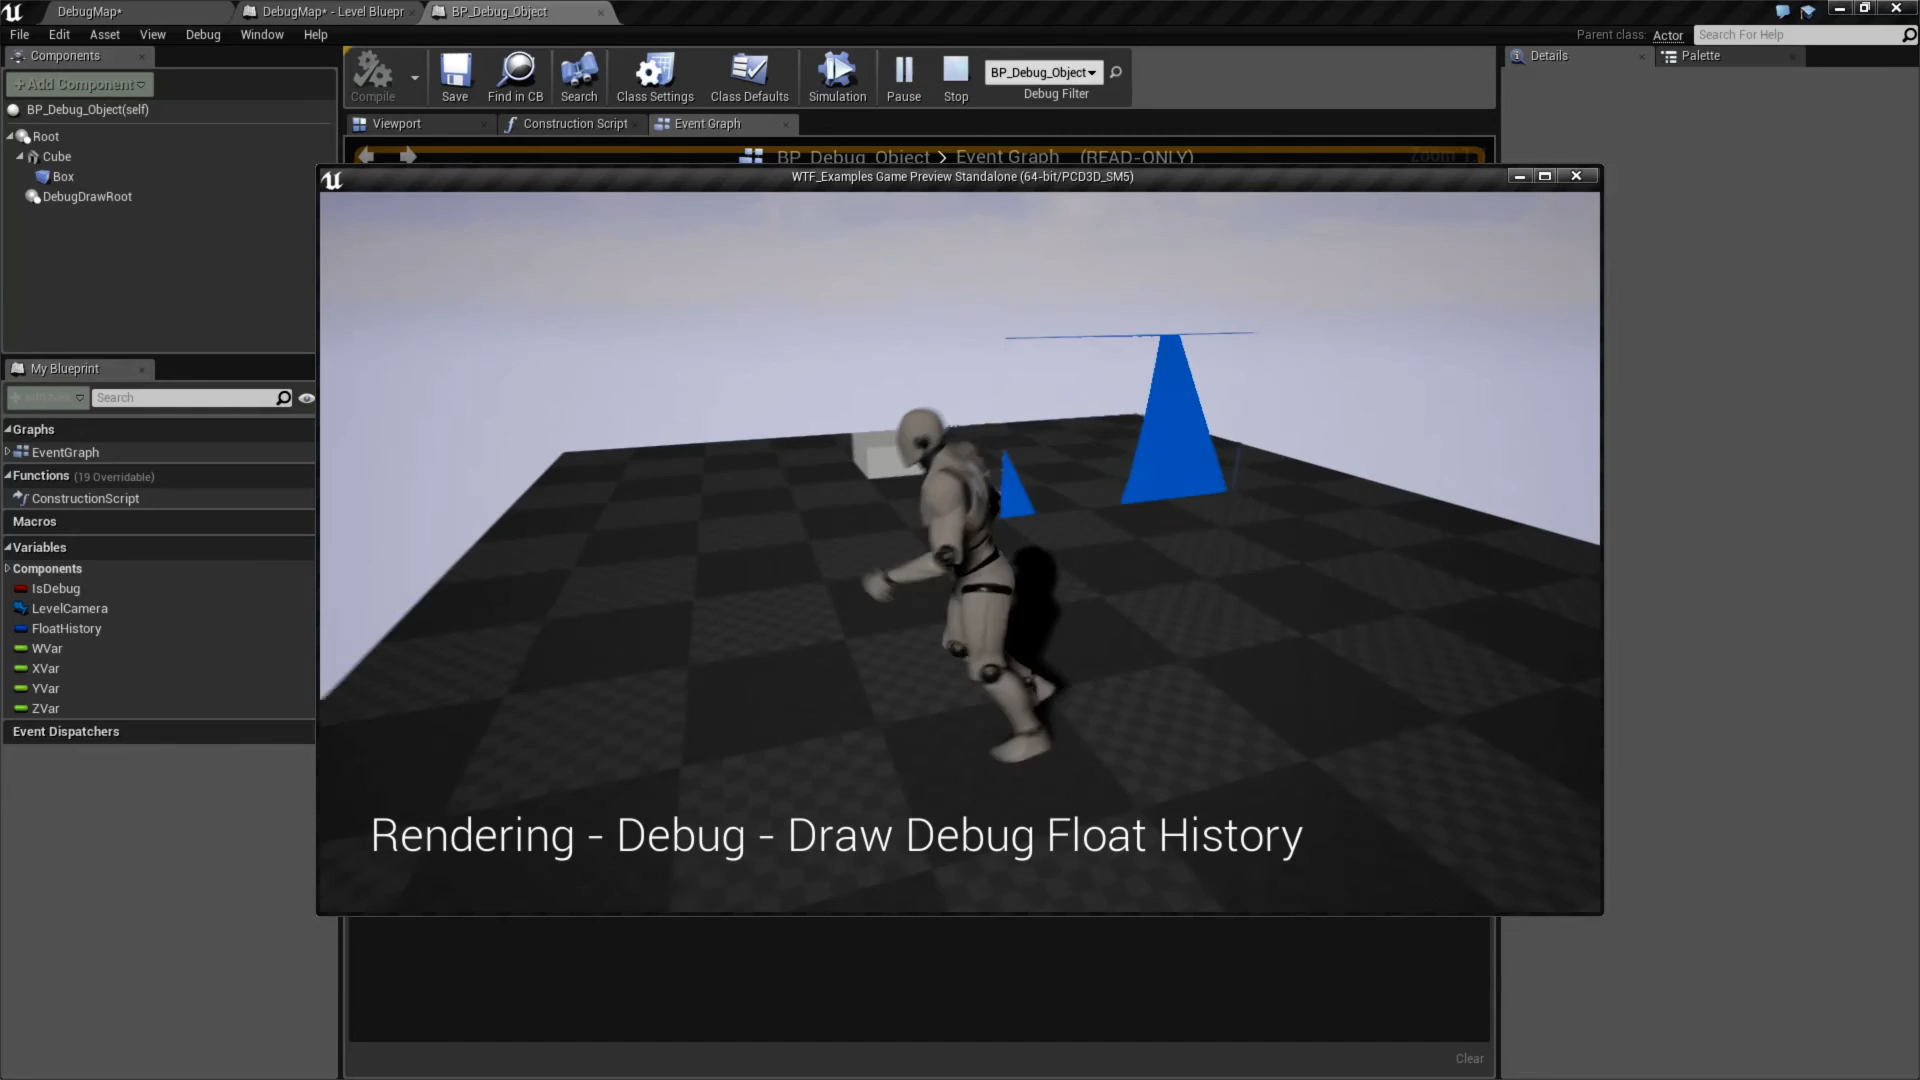 DebugMap*
DebugMap* - Level Bluepr
BP_Debug_Object
File Edit Asset View Debug Window Help
Parent class: Actor
Search For Help
Components
+Add Component
BP_Debug_Object(self)
Root
Cube
Box
DebugDrawRoot
Compile
Save
Find in CB
Search
Class Settings
Class Defaults
Simulation
Pause
Stop
BP_Debug_Object
Debug Filter
Details
Palette
Viewport
Construction Script
Event Graph
BP_Debug_Object > Event Graph (READ-ONLY)
Zoom 1
WTF_Examples Game Preview Standalone (64-bit/PCD3D_SM5)
My Blueprint
Search
Graphs
EventGraph
Functions (19 Overridable)
ConstructionScript
Macros
Variables
Components
IsDebug
LevelCamera
FloatHistory
WVar
XVar
YVar
ZVar
Event Dispatchers
Rendering - Debug - Draw Debug Float History
Clear